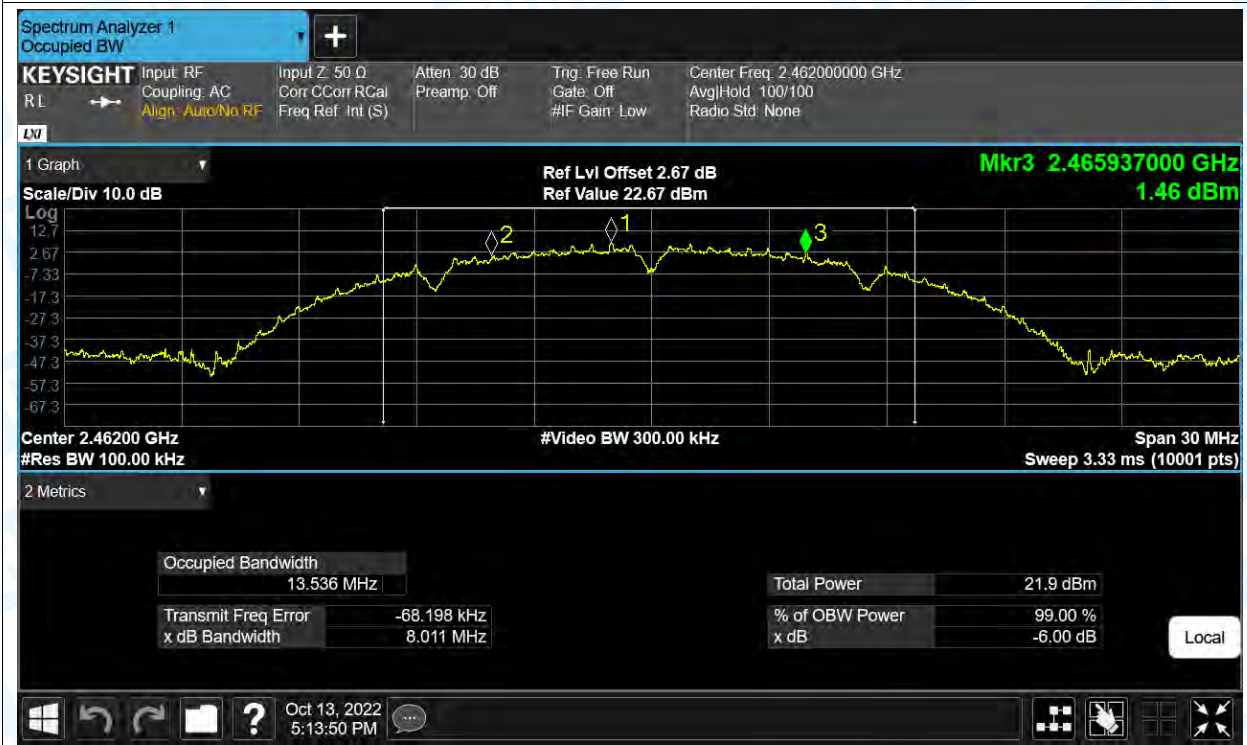 Spectrum Analyzer 1
Occupied BW
+
KEYSIGHT Input: RF Input Z: 50 Ω Atten: 30 dB Trig: Free Run Center Freq: 2.462000000 GHz
R L Coupling: AC Corr CCorr RCal Preamp: Off Gate: Off Avg|Hold: 100/100
Align: Auto/No RF Freq Ref: Int (S) #IF Gain: Low Radio Std: None
LXI
1 Graph Ref Lvl Offset 2.67 dB Mkr3 2.465937000 GHz
Scale/Div 10.0 dB Ref Value 22.67 dBm 1.46 dBm
Log
12.7
2.67
-7.33
-17.3
-27.3
-37.3
-47.3
-57.3
-67.3
2 1 3
Center 2.46200 GHz #Video BW 300.00 kHz Span 30 MHz
#Res BW 100.00 kHz Sweep 3.33 ms (10001 pts)
2 Metrics
Occupied Bandwidth
13.536 MHz Total Power 21.9 dBm
Transmit Freq Error -68.198 kHz % of OBW Power 99.00 %
x dB Bandwidth 8.011 MHz x dB -6.00 dB
Local
? Oct 13, 2022
5:13:50 PM